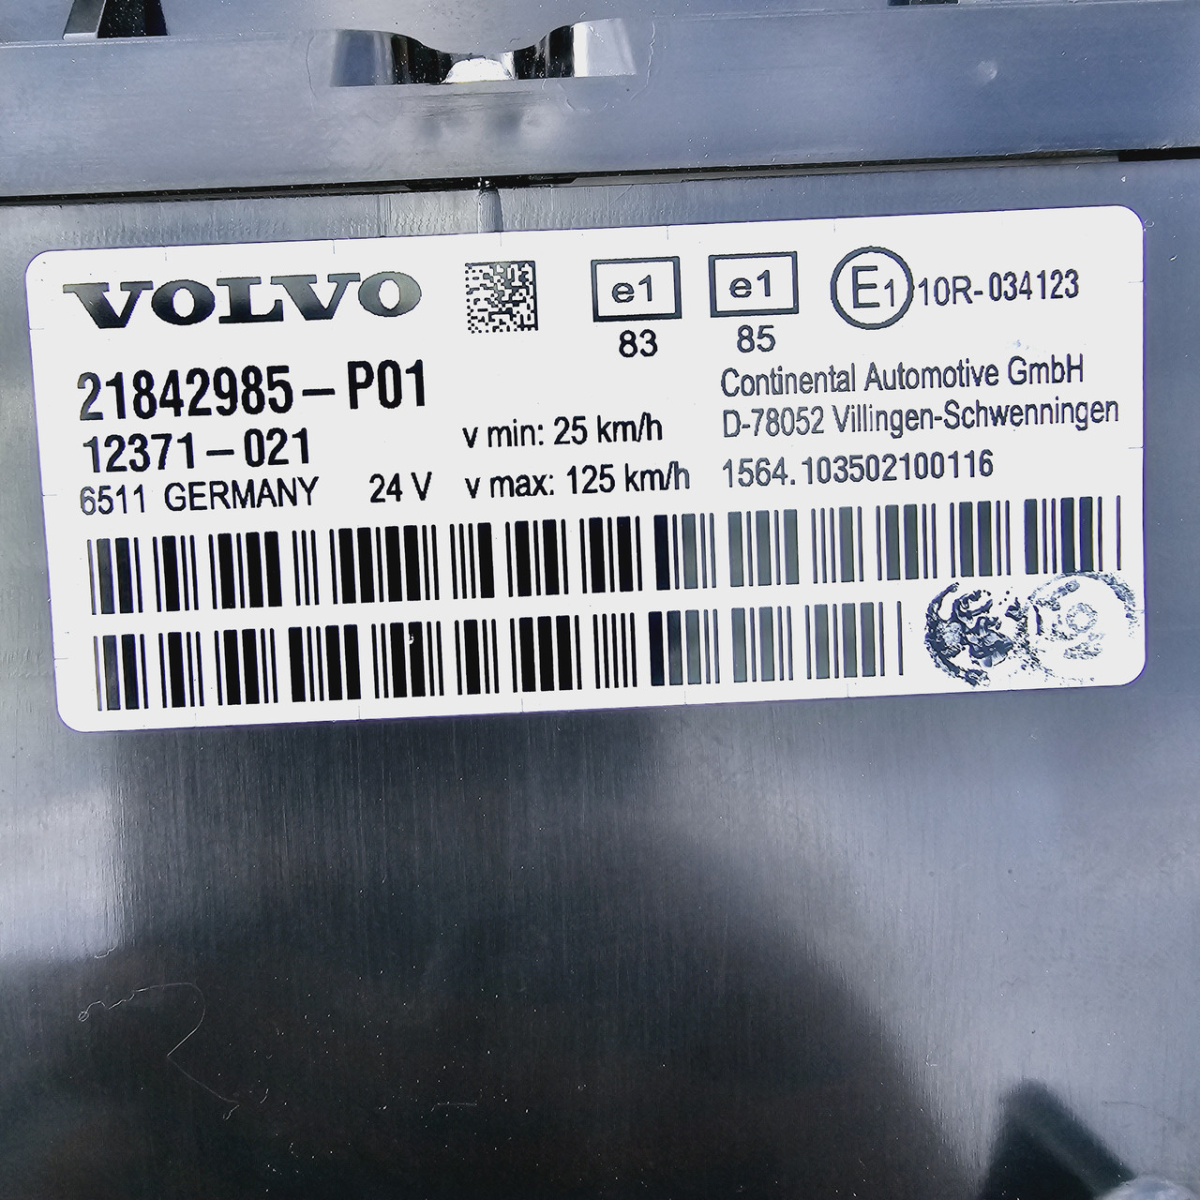 VOLVO
e1 e1 E1 10R-034123
83 85
21842985-P01
Continental Automotive GmbH
12371-021
v min: 25 km/h
D-78052 Villingen-Schwenningen
6511 GERMANY 24 V
v max: 125 km/h
1564.103502100116